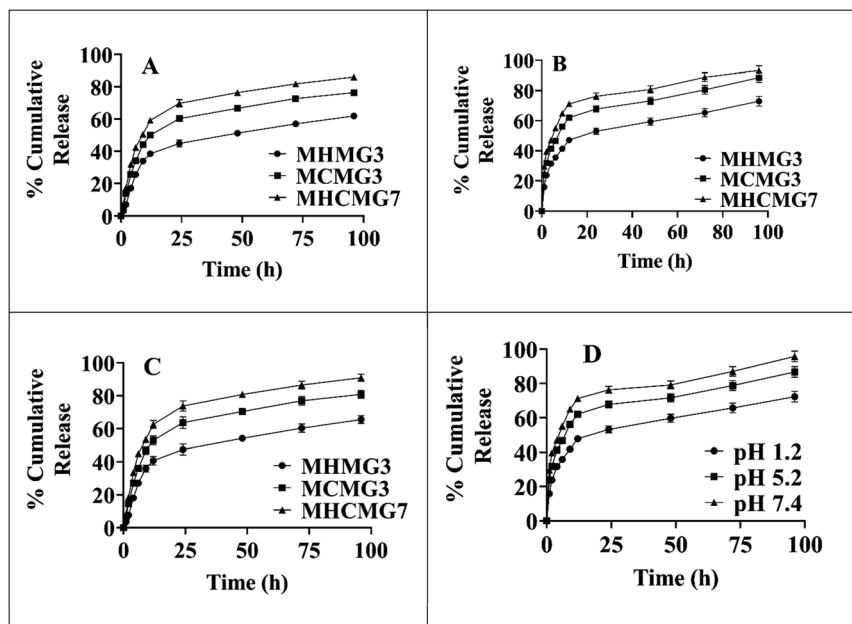 A
% Cumulative
Release
100
80
60
40
20
0
MHMG3
MCMG3
MHCMG7
0 25 50 75 100
Time (h)
B
% Cumulative
Release
100
80
60
40
20
0
MHMG3
MCMG3
MHCMG7
0 20 40 60 80 100
Time (h)
C
% Cumulative
Release
100
80
60
40
20
0
MHMG3
MCMG3
MHCMG7
0 25 50 75 100
Time (h)
D
% Cumulative
Release
100
80
60
40
20
0
pH 1.2
pH 5.2
pH 7.4
0 25 50 75 100
Time (h)